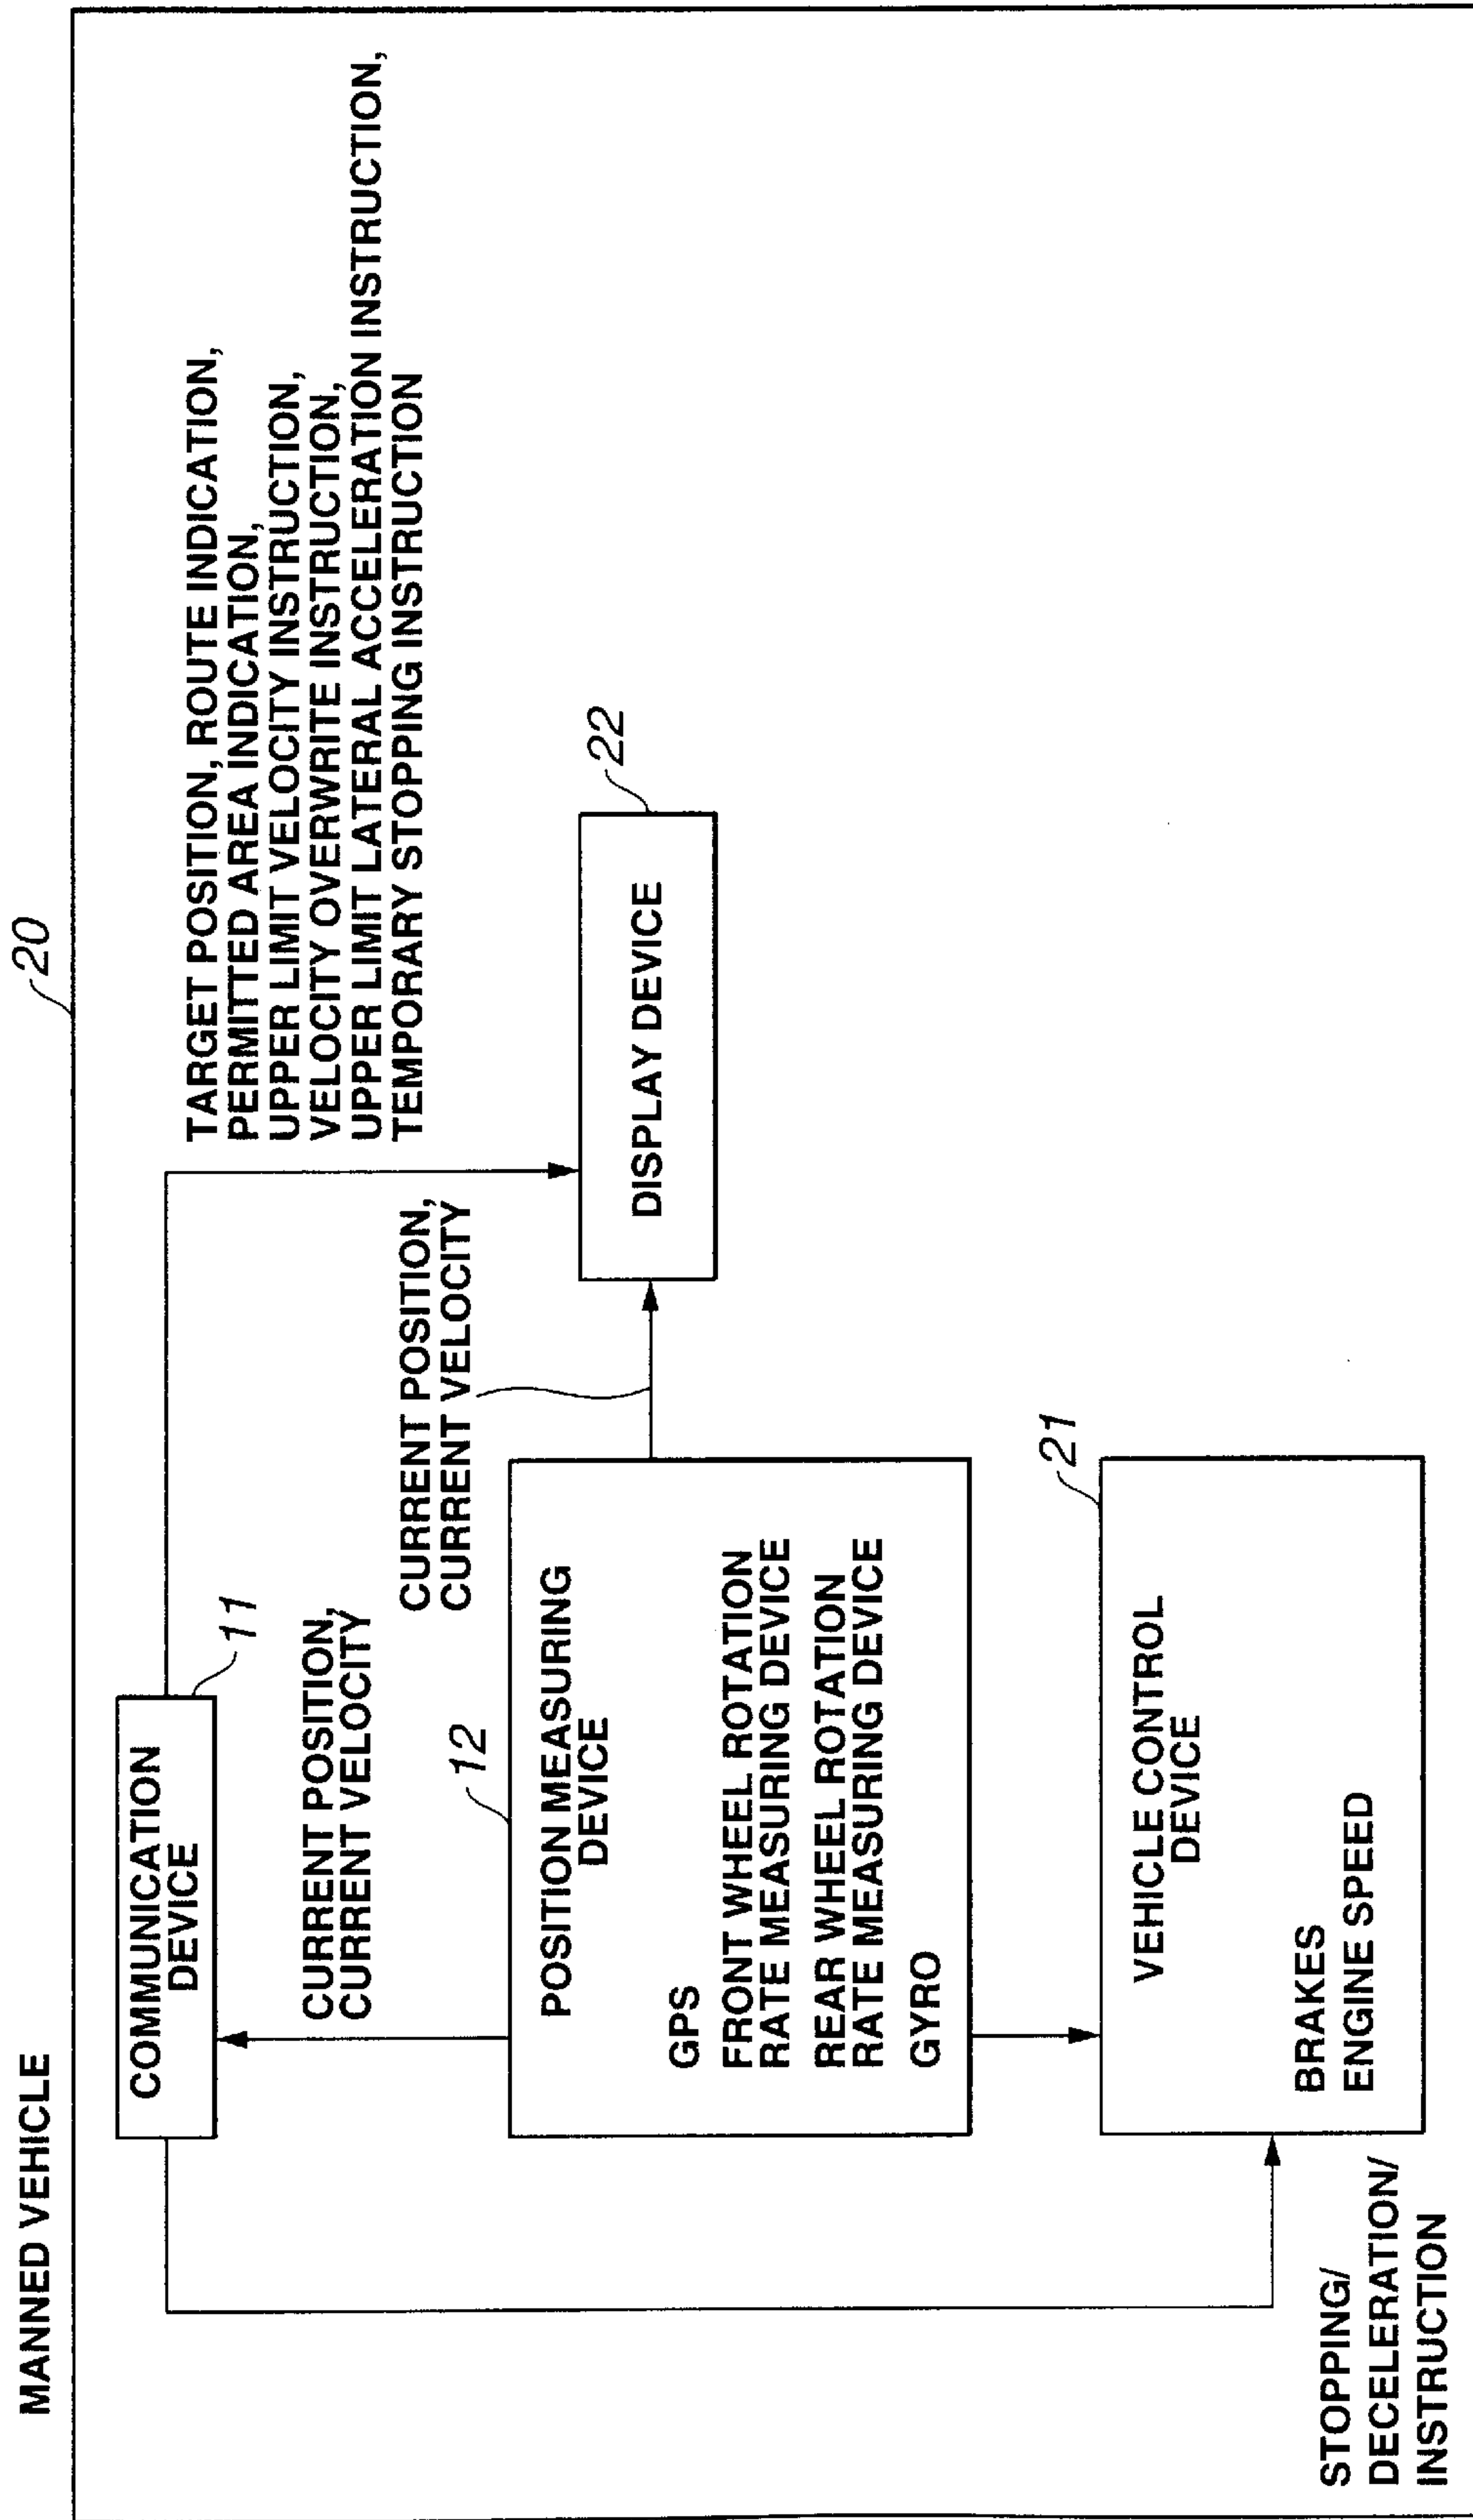 MANNED VEHICLE
20
COMMUNICATION
DEVICE
11
TARGET POSITION, ROUTE INDICATION,
PERMITTED AREA INDICATION,
UPPER LIMIT VELOCITY INSTRUCTION,
VELOCITY OVERWRITE INSTRUCTION,
UPPER LIMIT LATERAL ACCELERATION INSTRUCTION,
TEMPORARY STOPPING INSTRUCTION
CURRENT POSITION,
CURRENT VELOCITY
CURRENT POSITION,
CURRENT VELOCITY
12
POSITION MEASURING
DEVICE
GPS
FRONT WHEEL ROTATION
RATE MEASURING DEVICE
REAR WHEEL ROTATION
RATE MEASURING DEVICE
GYRO
22
DISPLAY DEVICE
21
VEHICLE CONTROL
DEVICE
BRAKES
ENGINE SPEED
STOPPING/
DECELERATION/
INSTRUCTION